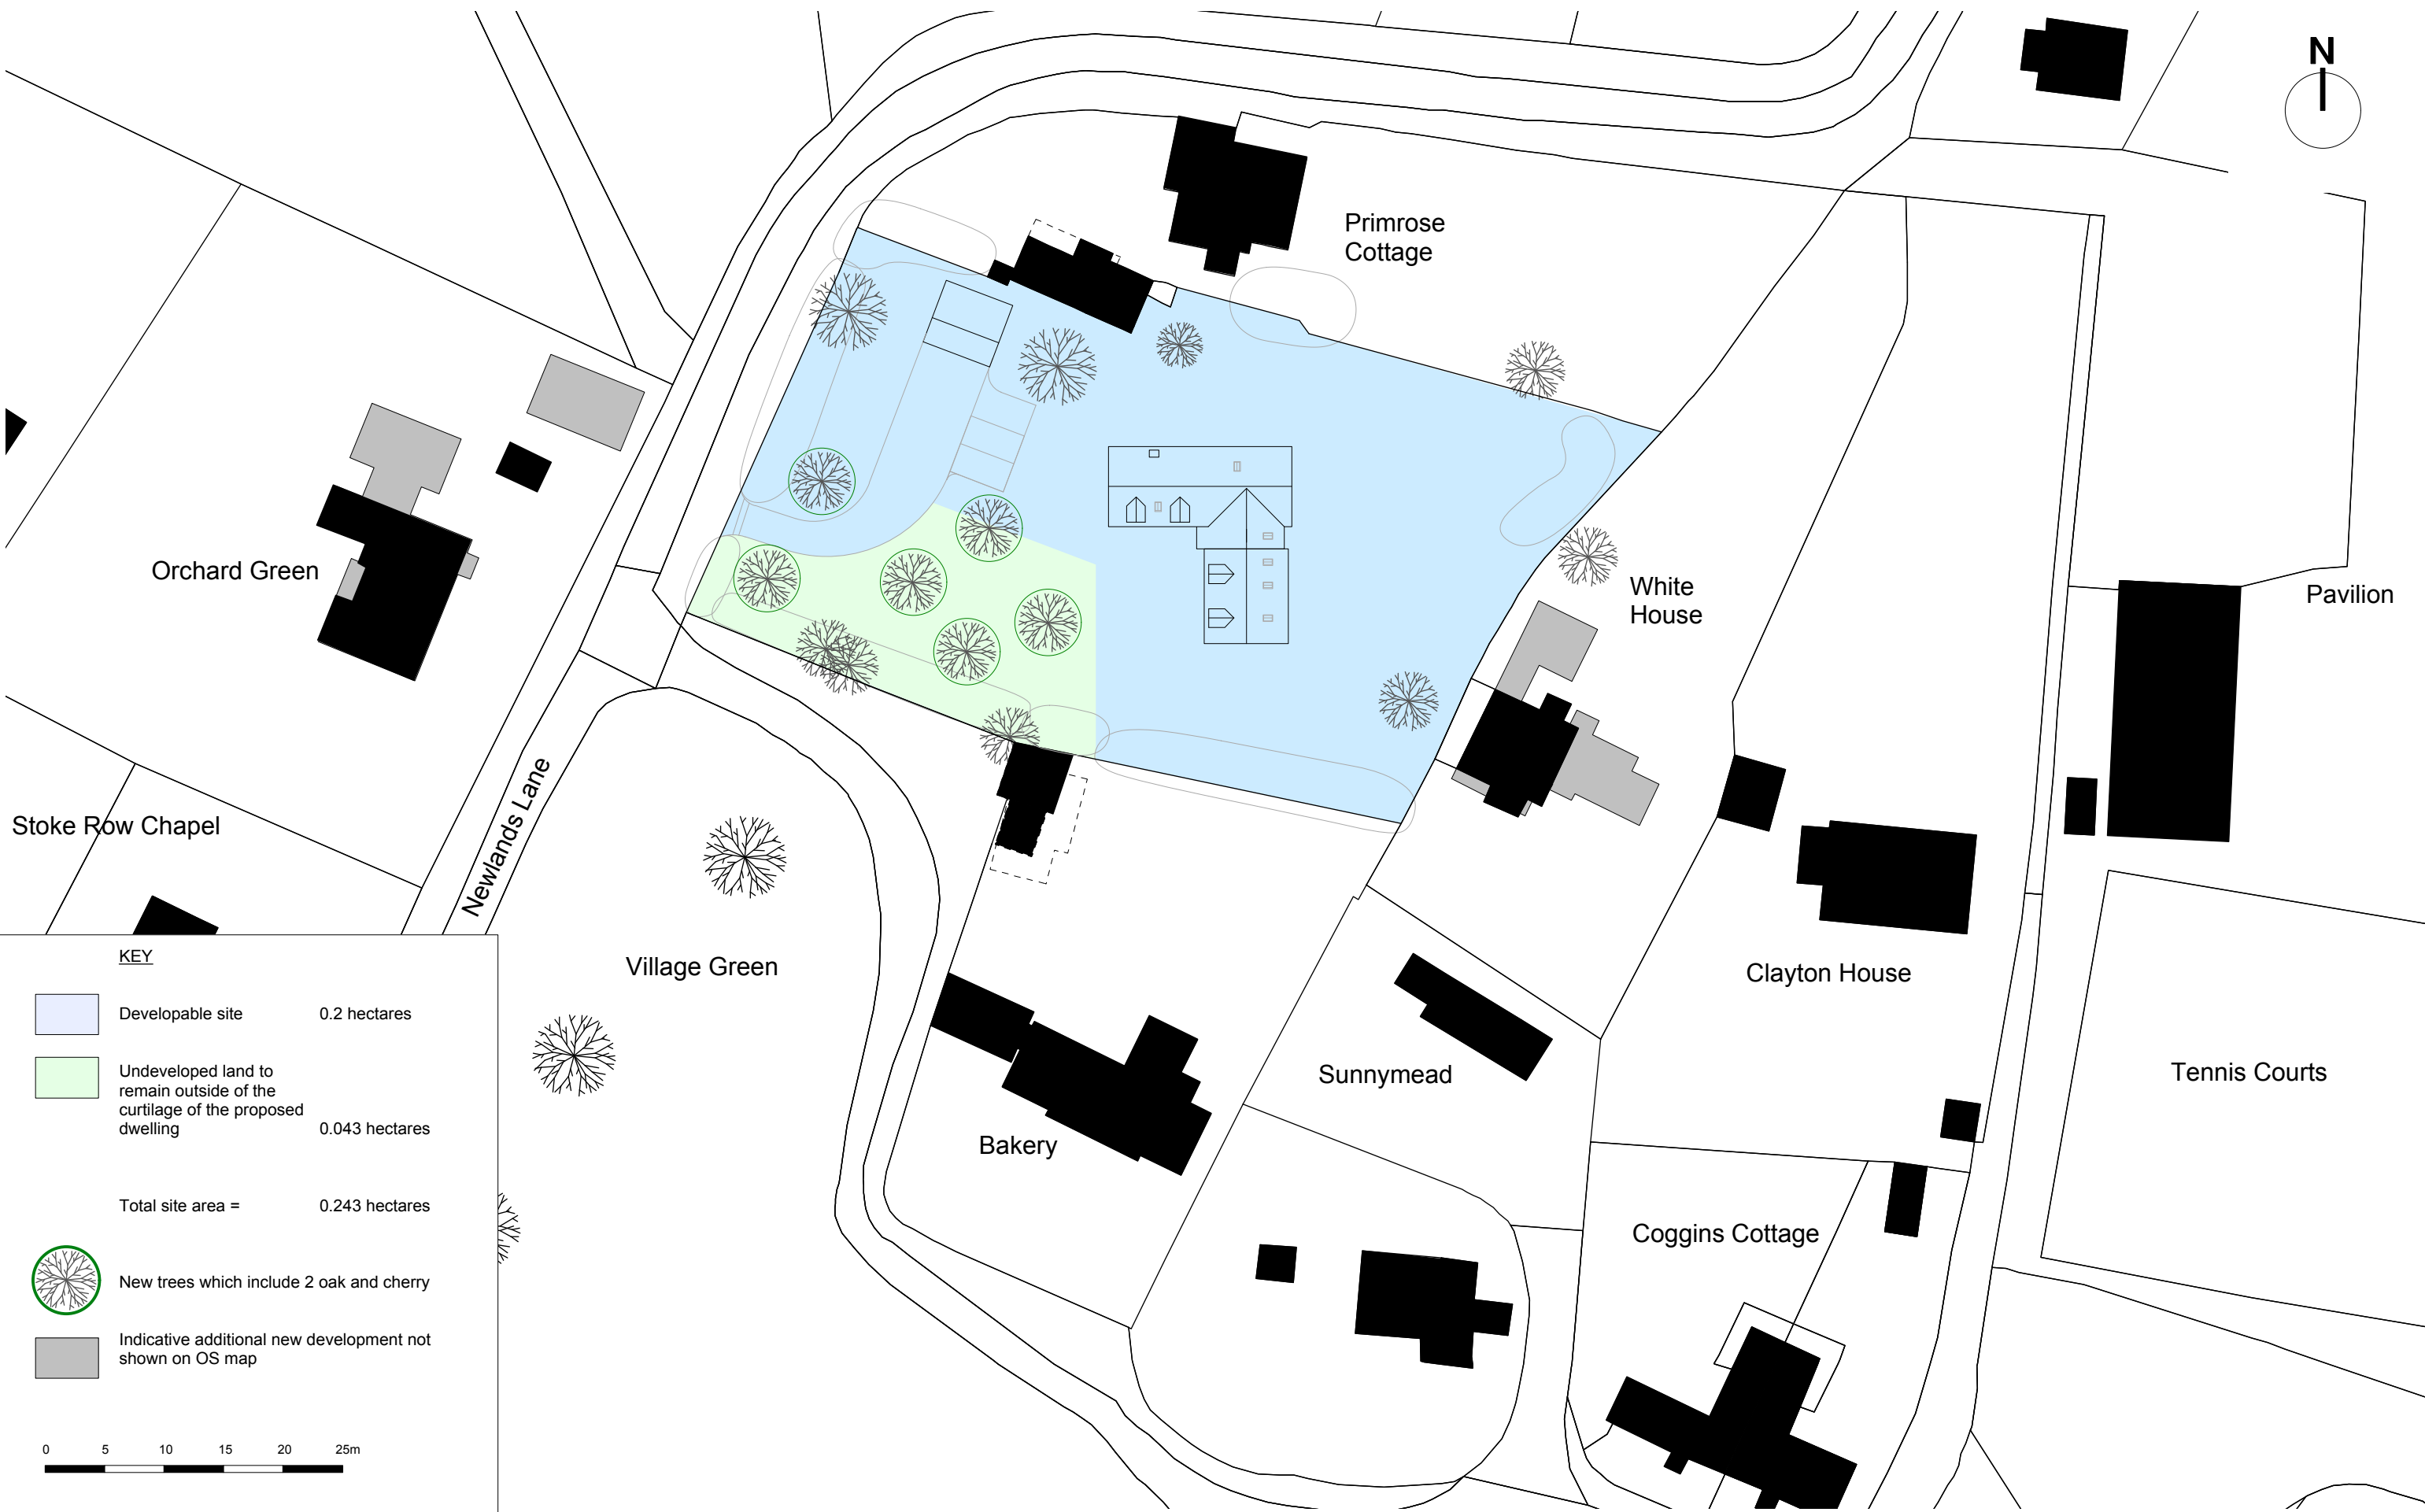 N
Primrose
Cottage
Orchard Green
White
House
Pavilion
Newlands Lane
Stoke Row Chapel
Village Green
Clayton House
Sunnymead
Tennis Courts
Bakery
Coggins Cottage
KEY
Developable site 0.2 hectares
Undeveloped land to
remain outside of the
curtilage of the proposed
dwelling 0.043 hectares
Total site area = 0.243 hectares
New trees which include 2 oak and cherry
Indicative additional new development not
shown on OS map
0 5 10 15 20 25m